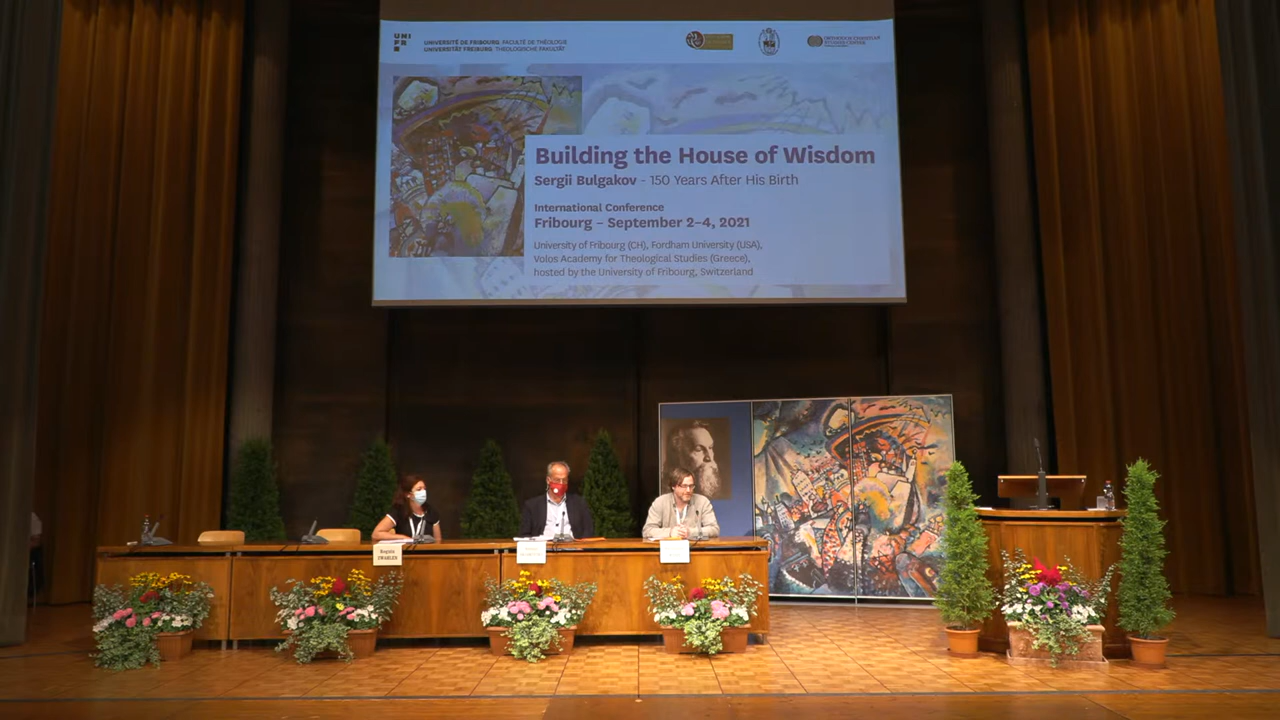 UNI
FR
UNIVERSITÉ DE FRIBOURG FACULTÉ DE THÉOLOGIE
UNIVERSITÄT FREIBURG THEOLOGISCHE FAKULTÄT
Building the House of Wisdom
Sergii Bulgakov - 150 Years After His Birth
International Conference
Fribourg – September 2–4, 2021
University of Fribourg (CH), Fordham University (USA),
Volos Academy for Theological Studies (Greece),
hosted by the University of Fribourg, Switzerland